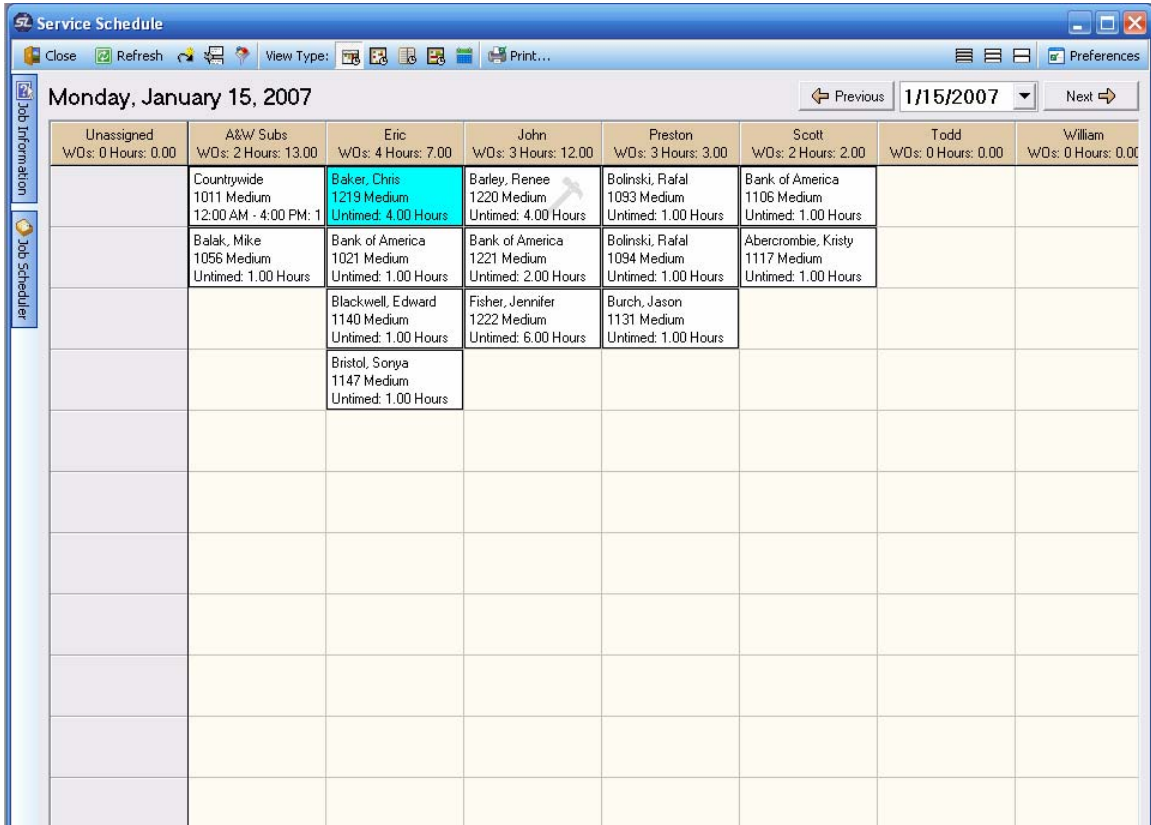 SL Service Schedule
Close Refresh View Type: Print... Preferences
Job Information
Job Scheduler
Monday, January 15, 2007 Previous 1/15/2007 Next
Unassigned A&W Subs Eric John Preston Scott Todd William
WOs: 0 Hours: 0.00 WOs: 2 Hours: 13.00 WOs: 4 Hours: 7.00 WOs: 3 Hours: 12.00 WOs: 3 Hours: 3.00 WOs: 2 Hours: 2.00 WOs: 0 Hours: 0.00 WOs: 0 Hours: 0.00
Countrywide Baker, Chris Barley, Renee Bolinski, Rafal Bank of America
1011 Medium 1219 Medium 1220 Medium 1093 Medium 1106 Medium
12:00 AM - 4:00 PM: 1 Untimed: 4.00 Hours Untimed: 4.00 Hours Untimed: 1.00 Hours Untimed: 1.00 Hours
Balak, Mike Bank of America Bank of America Bolinski, Rafal Abercrombie, Kristy
1056 Medium 1021 Medium 1221 Medium 1094 Medium 1117 Medium
Untimed: 1.00 Hours Untimed: 1.00 Hours Untimed: 2.00 Hours Untimed: 1.00 Hours Untimed: 1.00 Hours
Blackwell, Edward Fisher, Jennifer Burch, Jason
1140 Medium 1222 Medium 1131 Medium
Untimed: 1.00 Hours Untimed: 6.00 Hours Untimed: 1.00 Hours
Bristol, Sonya
1147 Medium
Untimed: 1.00 Hours